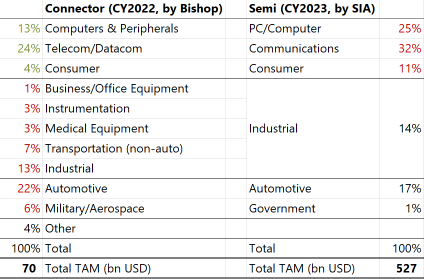 Connector (CY2022, by Bishop) Semi (CY2023, by SIA)
13% Computers & Peripherals PC/Computer 25%
24% Telecom/Datacom Communications 32%
4% Consumer Consumer 11%
1% Business/Office Equipment
3% Instrumentation
3% Medical Equipment Industrial 14%
7% Transportation (non-auto)
13% Industrial
22% Automotive Automotive 17%
6% Military/Aerospace Government 1%
4% Other
100% Total Total 100%
70 Total TAM (bn USD) Total TAM (bn USD) 527